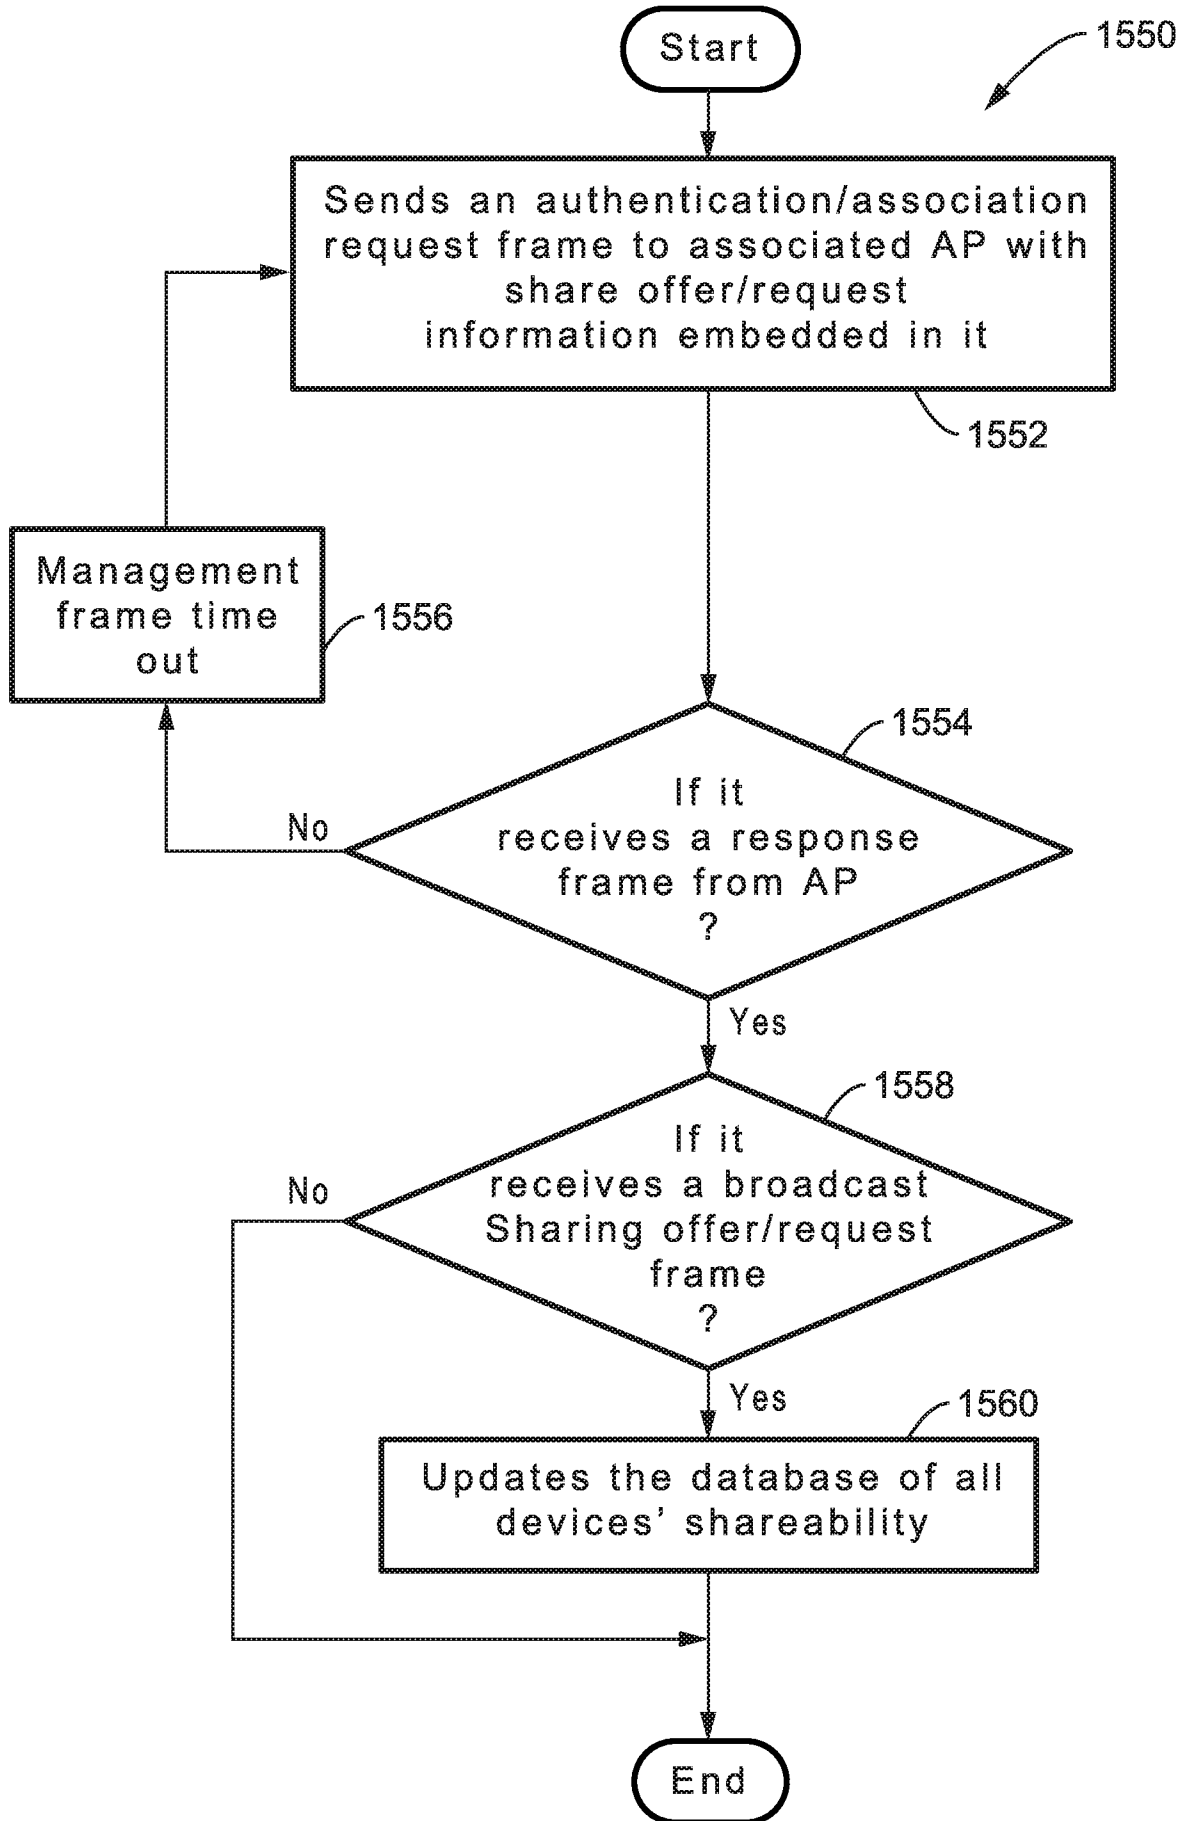 Start
1550
Sends an authentication/association
request frame to associated AP with
share offer/request
information embedded in it
1552
Management
frame time
out
1556
1554
If it
receives a response
frame from AP
?
No
Yes
1558
If it
receives a broadcast
Sharing offer/request
frame
?
No
Yes
1560
Updates the database of all
devices’ shareability
End